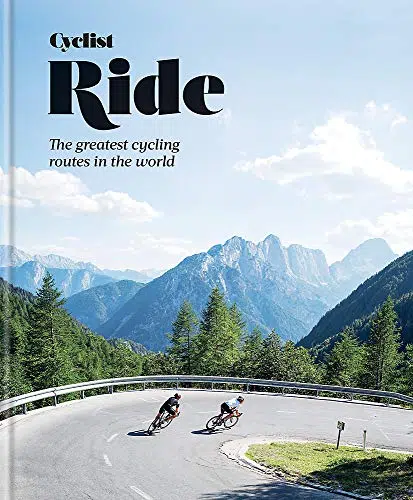 Cyclist
Ride
The greatest cycling
routes in the world